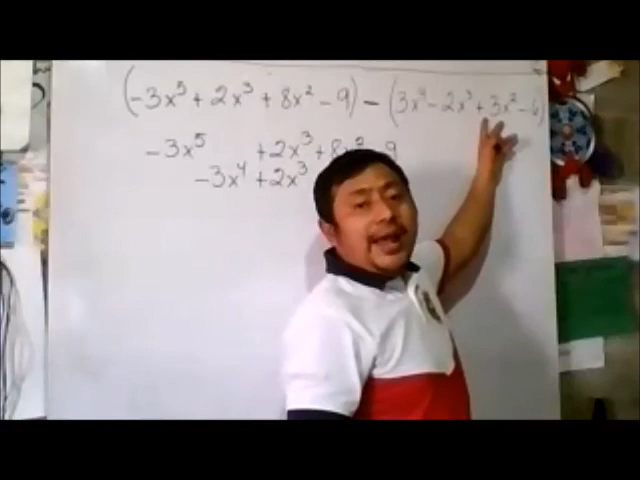 (-3x⁵ + 2x³ + 8x² - 9) - (3x⁴ - 2x³ + 3x² - 6)
-3x⁵ + 2x³ + 8x² - 9
-3x⁴ + 2x³